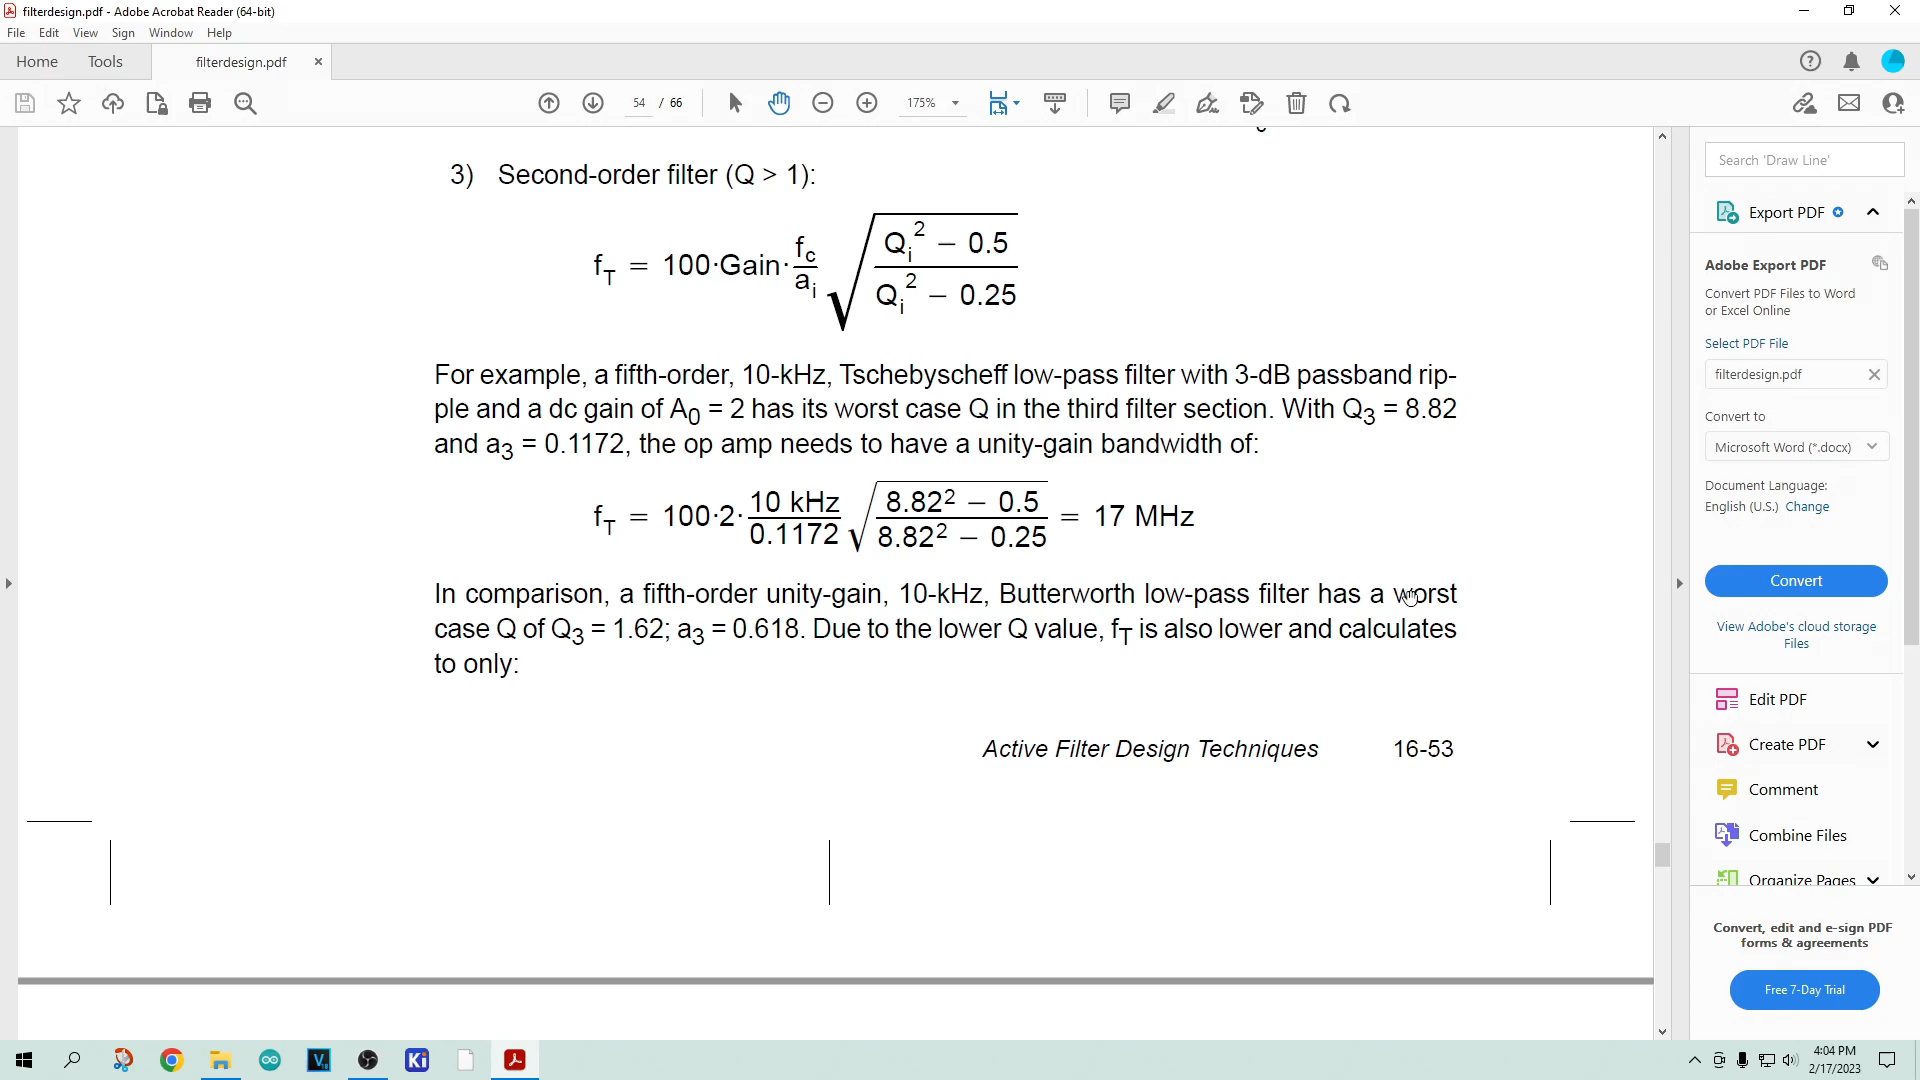 filterdesign.pdf - Adobe Acrobat Reader (64-bit)
File Edit View Sign Window Help
Home Tools filterdesign.pdf
54 / 66 175%
3) Second-order filter (Q > 1):
f_T = 100·Gain·f_c/a_i √((Q_i^2 − 0.5)/(Q_i^2 − 0.25))
For example, a fifth-order, 10-kHz, Tschebyscheff low-pass filter with 3-dB passband rip-
ple and a dc gain of A0 = 2 has its worst case Q in the third filter section. With Q3 = 8.82
and a3 = 0.1172, the op amp needs to have a unity-gain bandwidth of:
f_T = 100·2·10 kHz/0.1172 √((8.82² − 0.5)/(8.82² − 0.25)) = 17 MHz
In comparison, a fifth-order unity-gain, 10-kHz, Butterworth low-pass filter has a worst
case Q of Q3 = 1.62; a3 = 0.618. Due to the lower Q value, fT is also lower and calculates
to only:
Active Filter Design Techniques 16-53
Search 'Draw Line'
Export PDF
Adobe Export PDF
Convert PDF Files to Word
or Excel Online
Select PDF File
filterdesign.pdf
Convert to
Microsoft Word (*.docx)
Document Language:
English (U.S.) Change
Convert
View Adobe's cloud storage
Files
Edit PDF
Create PDF
Comment
Combine Files
Organize Pages
Convert, edit and e-sign PDF
forms & agreements
Free 7-Day Trial
Ki
4:04 PM
2/17/2023